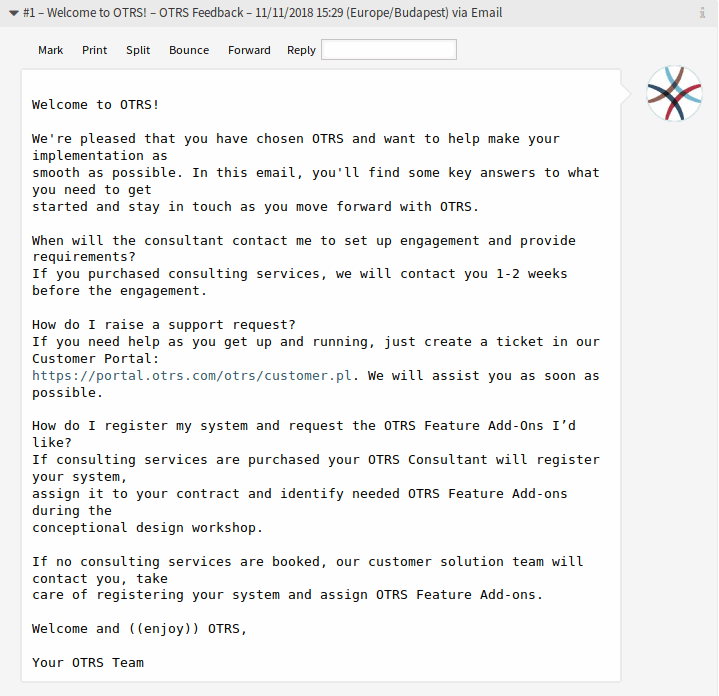 #1 – Welcome to OTRS! – OTRS Feedback – 11/11/2018 15:29 (Europe/Budapest) via Email
Mark Print Split Bounce Forward Reply
Welcome to OTRS!
We're pleased that you have chosen OTRS and want to help make your
implementation as
smooth as possible. In this email, you'll find some key answers to what
you need to get
started and stay in touch as you move forward with OTRS.
When will the consultant contact me to set up engagement and provide
requirements?
If you purchased consulting services, we will contact you 1-2 weeks
before the engagement.
How do I raise a support request?
If you need help as you get up and running, just create a ticket in our
Customer Portal:
https://portal.otrs.com/otrs/customer.pl. We will assist you as soon as
possible.
How do I register my system and request the OTRS Feature Add-Ons I’d
like?
If consulting services are purchased your OTRS Consultant will register
your system,
assign it to your contract and identify needed OTRS Feature Add-ons
during the
conceptional design workshop.
If no consulting services are booked, our customer solution team will
contact you, take
care of registering your system and assign OTRS Feature Add-ons.
Welcome and ((enjoy)) OTRS,
Your OTRS Team